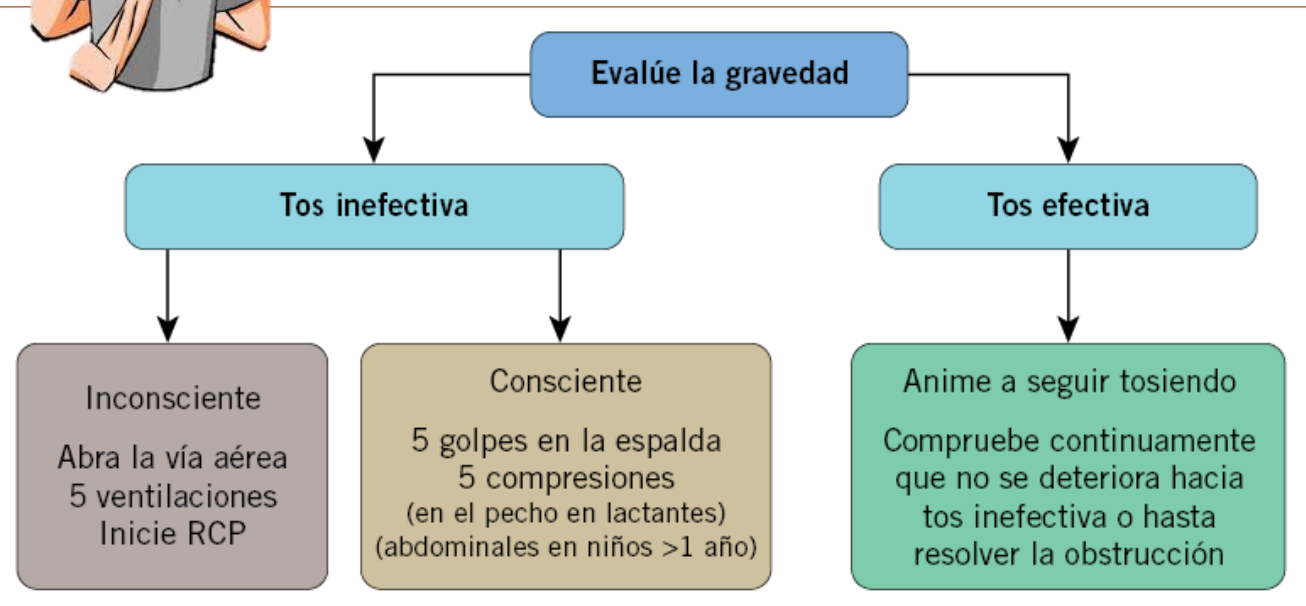 Evalúe la gravedad
Tos inefectiva
Tos efectiva
Inconsciente
Abra la vía aérea
5 ventilaciones
Inicie RCP
Consciente
5 golpes en la espalda
5 compresiones
(en el pecho en lactantes)
(abdominales en niños >1 año)
Anime a seguir tosiendo
Compruebe continuamente
que no se deteriora hacia
tos inefectiva o hasta
resolver la obstrucción